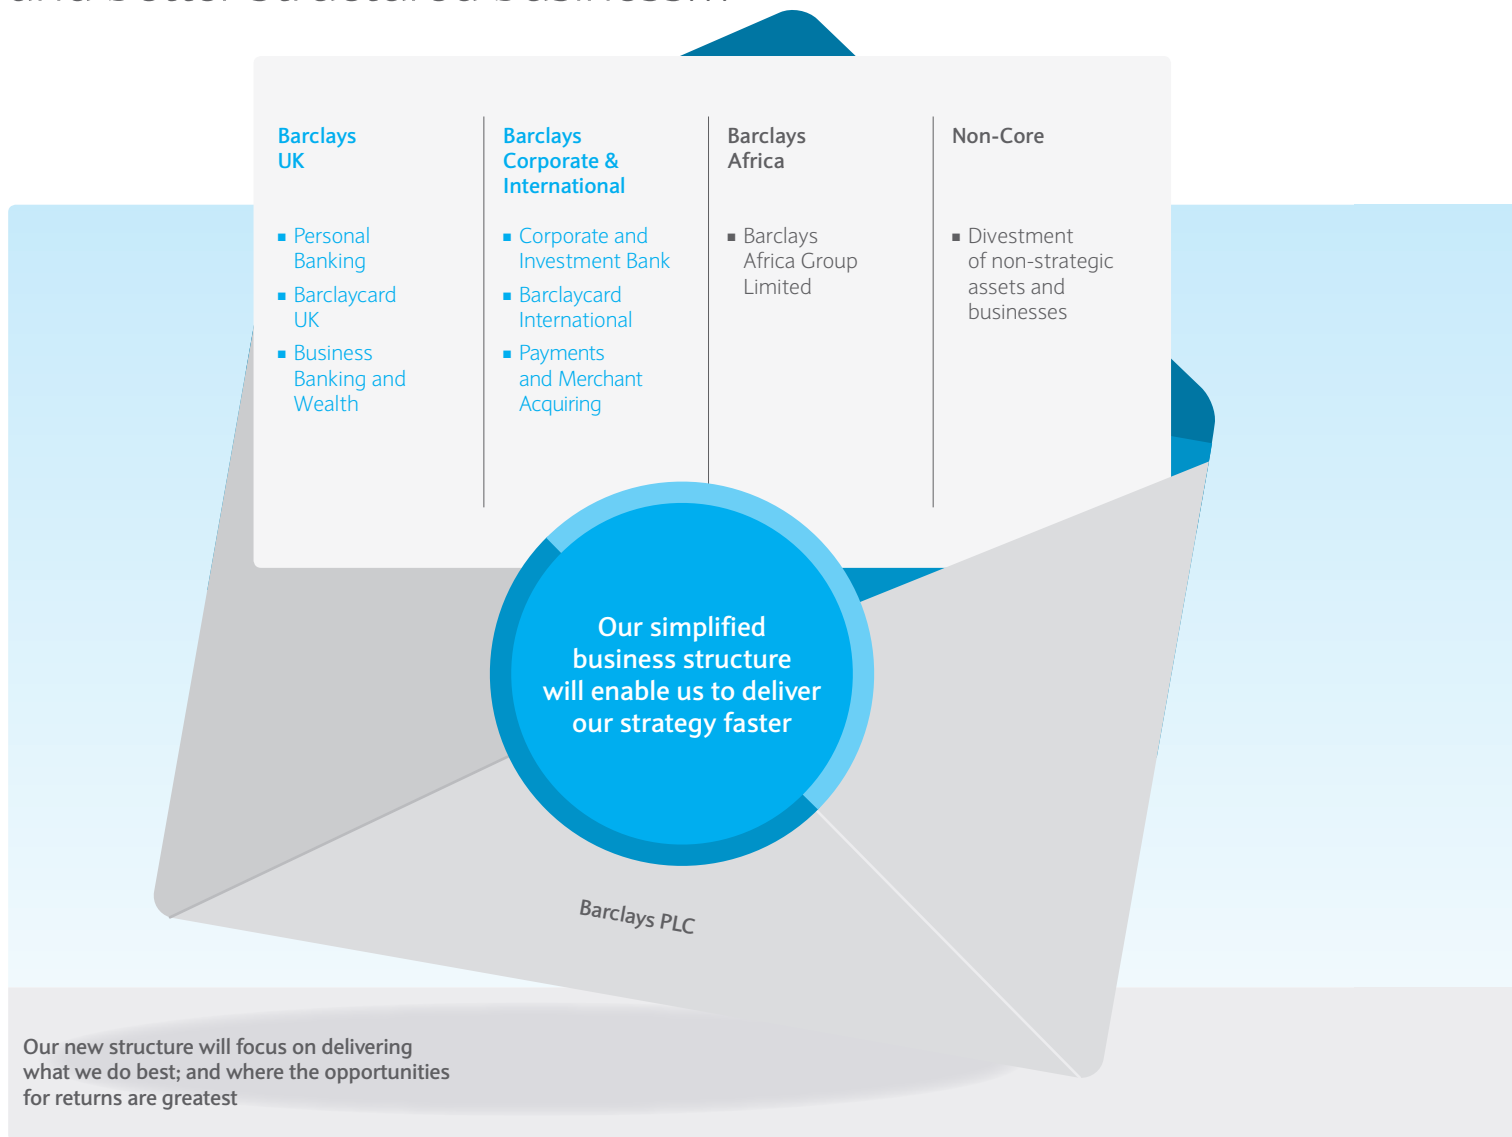 Barclays
UK
Personal
Banking
Barclaycard
UK
Business
Banking and
Wealth
Barclays
Corporate &
International
Corporate and
Investment Bank
Barclaycard
International
Payments
and Merchant
Acquiring
Barclays
Africa
Barclays
Africa Group
Limited
Non-Core
Divestment
of non-strategic
assets and
businesses
Our simplified
business structure
will enable us to deliver
our strategy faster
Barclays PLC
Our new structure will focus on delivering
what we do best; and where the opportunities
for returns are greatest